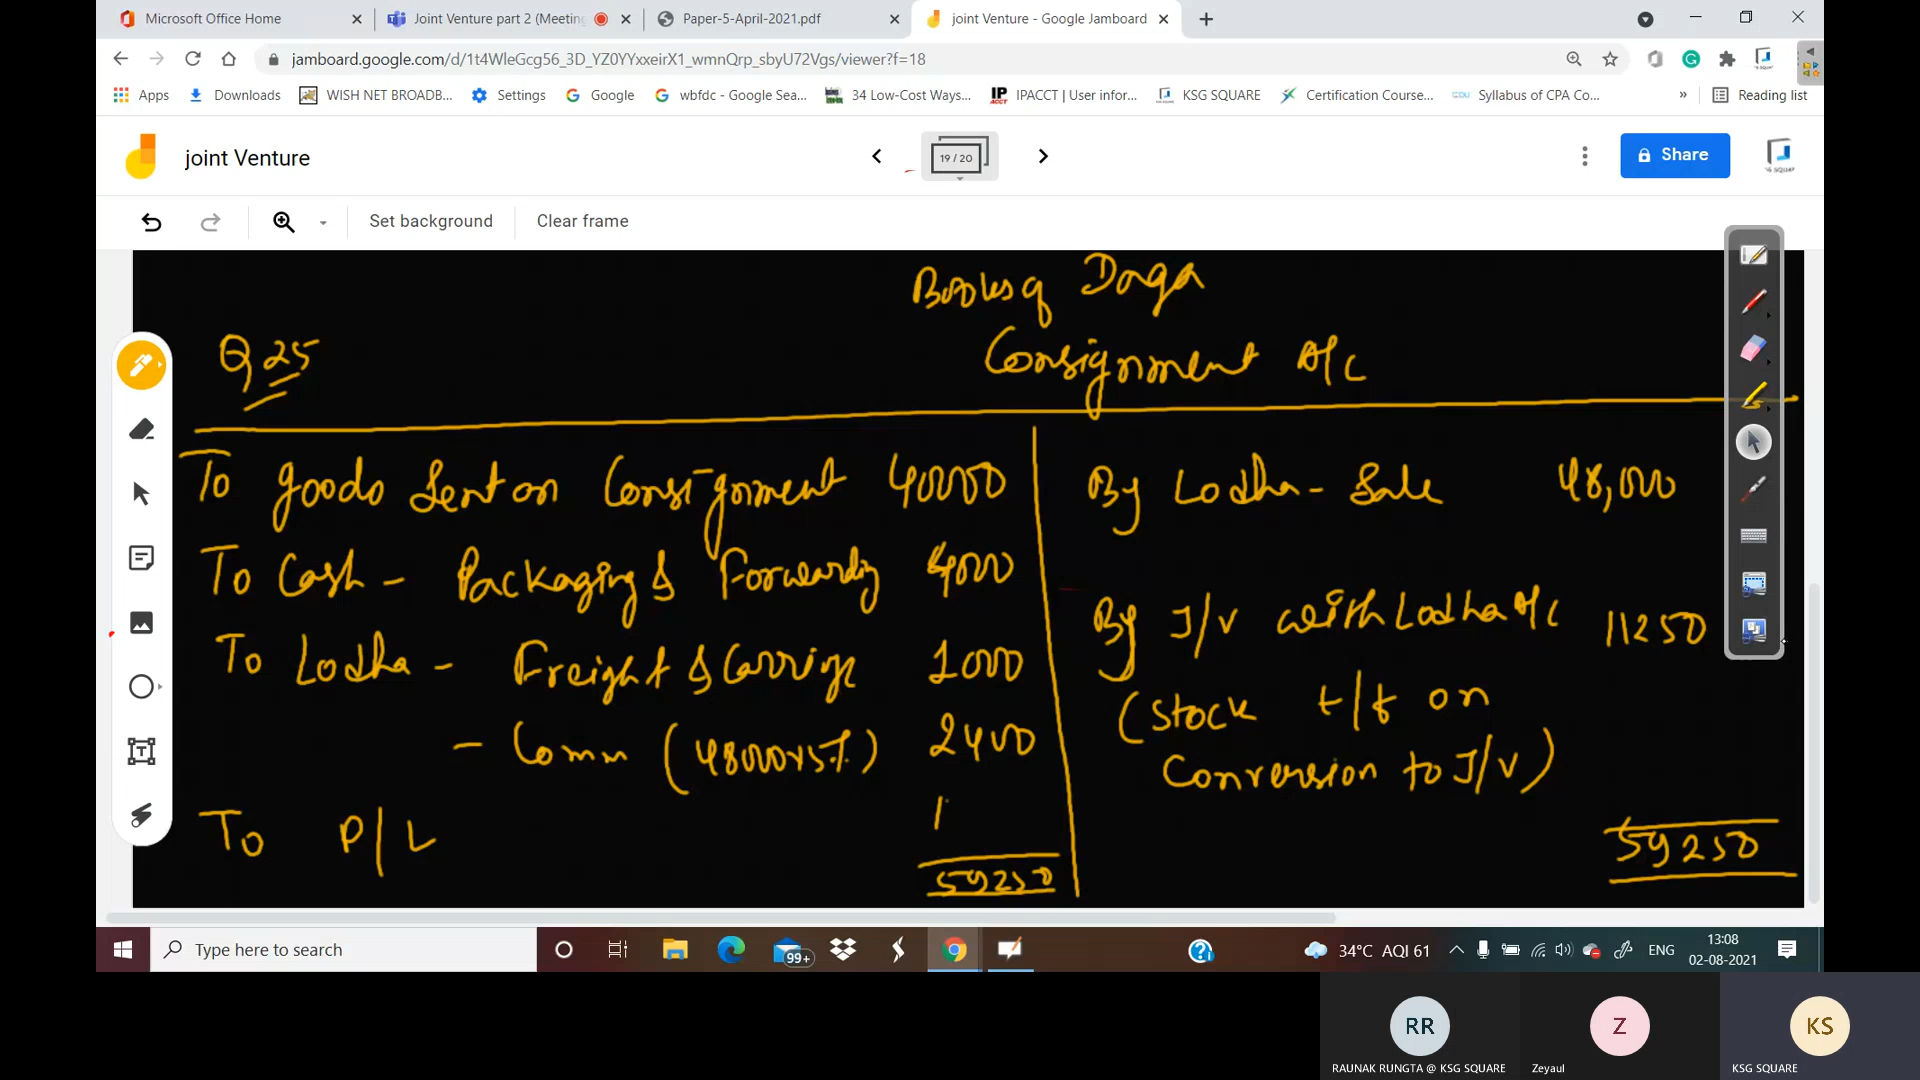 Microsoft Office Home
Joint Venture part 2 (Meeting
Paper-5-April-2021.pdf
joint Venture - Google Jamboard
jamboard.google.com/d/1t4WleGcg56_3D_YZ0YYxxeirX1_wmnQrp_sbyU72Vgs/viewer?f=18
Apps
Downloads
WISH NET BROADB...
Settings
Google
wbfdc - Google Sea...
34 Low-Cost Ways...
IPACCT | User infor...
KSG SQUARE
Certification Course...
Syllabus of CPA Co...
»
Reading list
joint Venture
19 / 20
Share
Set background
Clear frame
Books of Daga
Q 25
Consignment A/c
To goods sent on Consignment 40000
By Lodha - Sale 48,000
To Cash - Packaging & Forwarding 4000
By J/V with Lodha A/c 11250
To Lodha - Freight & Carriage
(Stock t/f on
- Comm (48000x5%) 2400
Conversion to J/V)
To P/L 1
59250
59250
Type here to search
99+
34°C AQI 61
ENG
13:08
02-08-2021
RR
Z
KS
RAUNAK RUNGTA @ KSG SQUARE
Zeyaul
KSG SQUARE